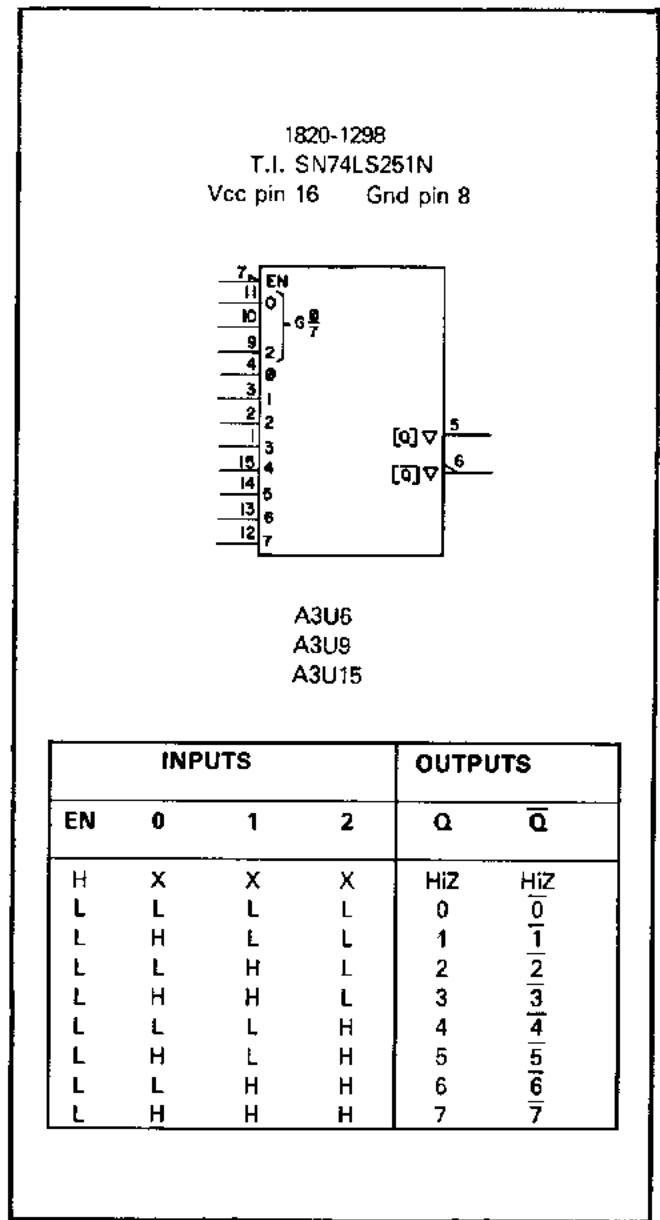 1820-1298
T.I. SN74LS251N
Vcc pin 16 Gnd pin 8
7 EN
11 0
10 G 0/7
9 2
4 0
3 1
2 2
1 3
15 4
14 5
13 6
12 7
[Q] ▽ 5
[Q̅] ▽ 6
A3U6
A3U9
A3U15
INPUTS OUTPUTS
EN 0 1 2 Q Q̅
H X X X HiZ HiZ
L L L L 0 0̅
L H L L 1 1̅
L L H L 2 2̅
L H H L 3 3̅
L L L H 4 4̅
L H L H 5 5̅
L L H H 6 6̅
L H H H 7 7̅